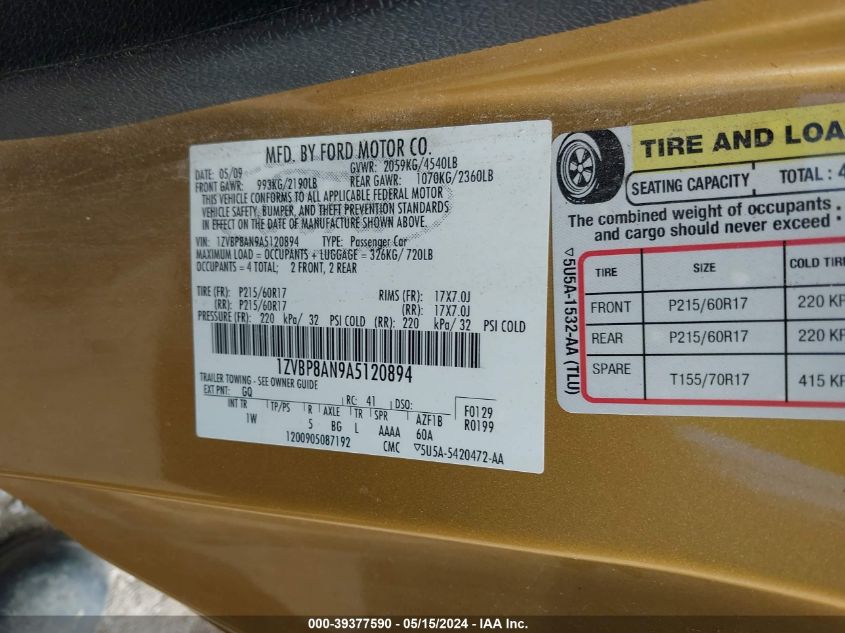 MFD. BY FORD MOTOR CO.
DATE: 05/09 GVWR: 2059KG/4540LB
FRONT GAWR: 993KG/2190LB REAR GAWR: 1070KG/2360LB
THIS VEHICLE CONFORMS TO ALL APPLICABLE FEDERAL MOTOR
VEHICLE SAFETY, BUMPER, AND THEFT PREVENTION STANDARDS
IN EFFECT ON THE DATE OF MANUFACTURE SHOWN ABOVE.
VIN: 1ZVBP8AN9A5120894 TYPE: Passenger Car
MAXIMUM LOAD = OCCUPANTS + LUGGAGE = 326KG/720LB
OCCUPANTS = 4 TOTAL; 2 FRONT, 2 REAR
TIRE (FR): P215/60R17 RIMS (FR): 17X7.0J
(RR): P215/60R17 (RR): 17X7.0J
PRESSURE (FR): 220 kPa/ 32 PSI COLD (RR): 220 kPa/ 32 PSI COLD
1ZVBP8AN9A5120894
TRAILER TOWING - SEE OWNER GUIDE
EXT PNT: GQ RC: 41 DSO: F0129
INT TR TP/PS R AXLE TR SPR AZF1B R0199
1W 5 BG L AAAA 60A
1200905087192 CMC ▽5U5A-5420472-AA
TIRE AND LOA
SEATING CAPACITY TOTAL: 4
The combined weight of occupants
and cargo should never exceed
▽5U5A-1532-AA (TLU)
TIRE SIZE COLD TIRE
FRONT P215/60R17 220 KP
REAR P215/60R17 220 KP
SPARE T155/70R17 415 KP
000-39377590 - 05/15/2024 - IAA Inc.